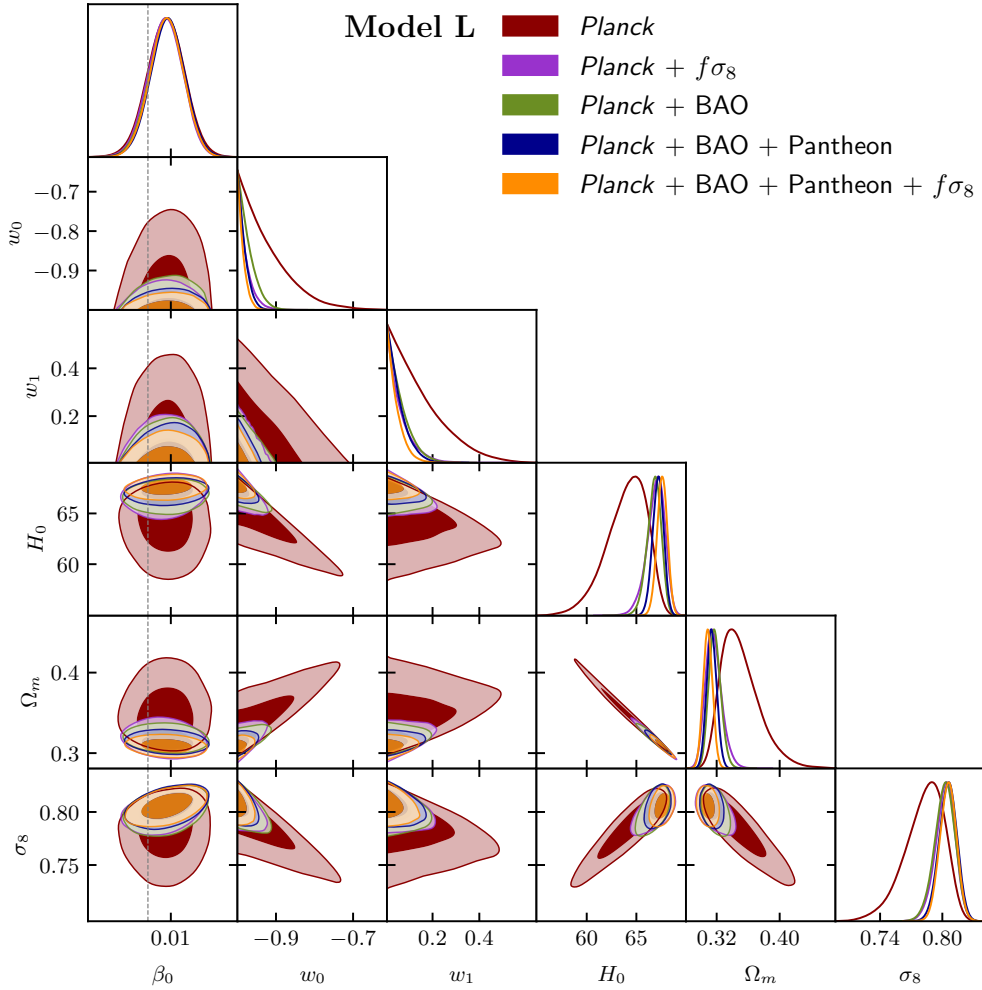 Model L
Planck
Planck + fσ₈
Planck + BAO
Planck + BAO + Pantheon
Planck + BAO + Pantheon + fσ₈
w₀
−0.7
−0.8
−0.9
w₁
0.4
0.2
H₀
65
60
Ωₘ
0.4
0.3
σ₈
0.80
0.75
0.01 −0.9 −0.7 0.2 0.4 60 65 0.32 0.40 0.74 0.80
β₀ w₀ w₁ H₀ Ωₘ σ₈